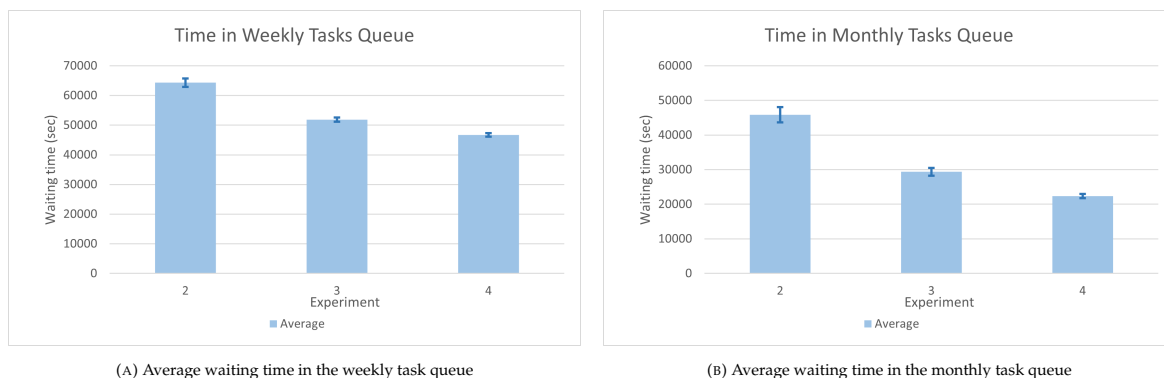 Time in Weekly Tasks Queue
Waiting time (sec)
70000
60000
50000
40000
30000
20000
10000
0
2 3 4
Experiment
Average
(A) Average waiting time in the weekly task queue
Time in Monthly Tasks Queue
Waiting time (sec)
60000
50000
40000
30000
20000
10000
0
2 3 4
Experiment
Average
(B) Average waiting time in the monthly task queue